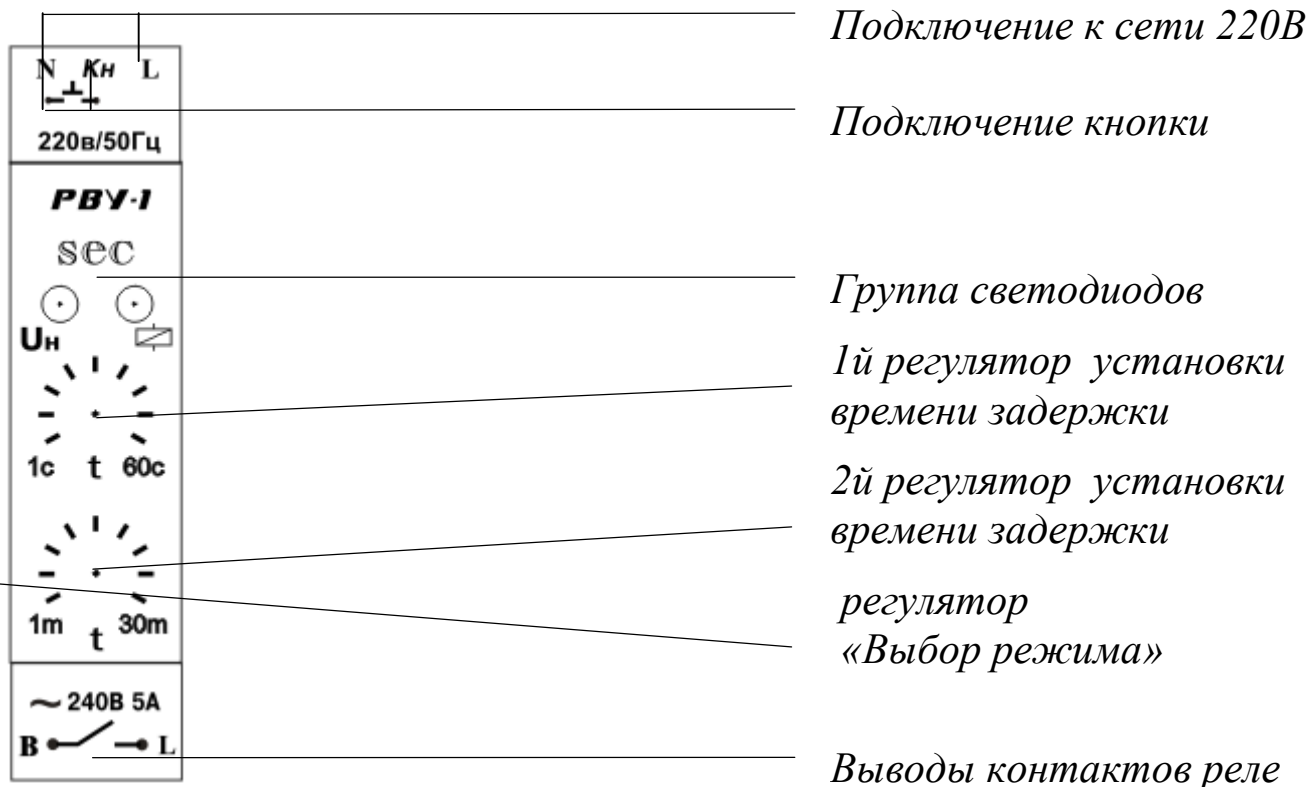 Подключение к сети 220В
N Кн L
Подключение кнопки
220в/50Гц
РВУ-1
sec
Группа светодиодов
Uн
1й регулятор установки
времени задержки
1с t 60с
2й регулятор установки
времени задержки
1m t 30m
регулятор
«Выбор режима»
~ 240В 5А
В L
Выводы контактов реле